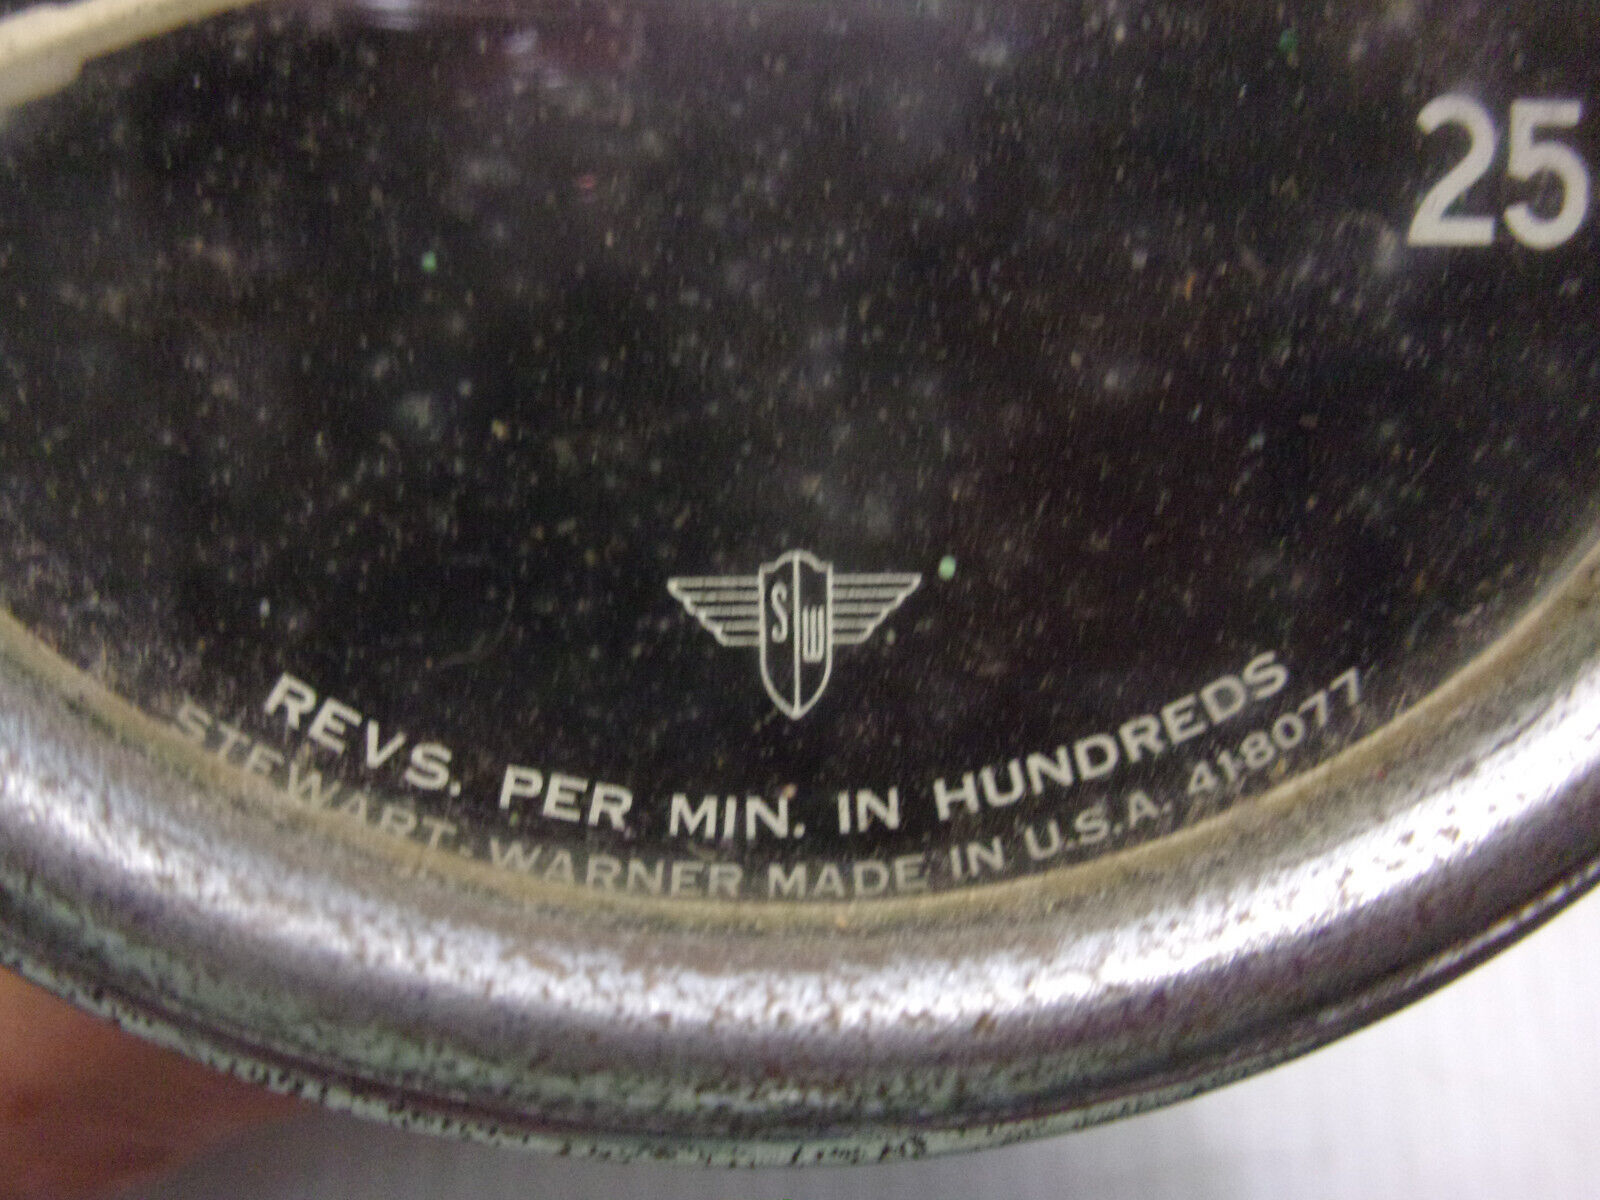 25
S W
REVS. PER MIN. IN HUNDREDS
STEWART-WARNER MADE IN U.S.A. 418077